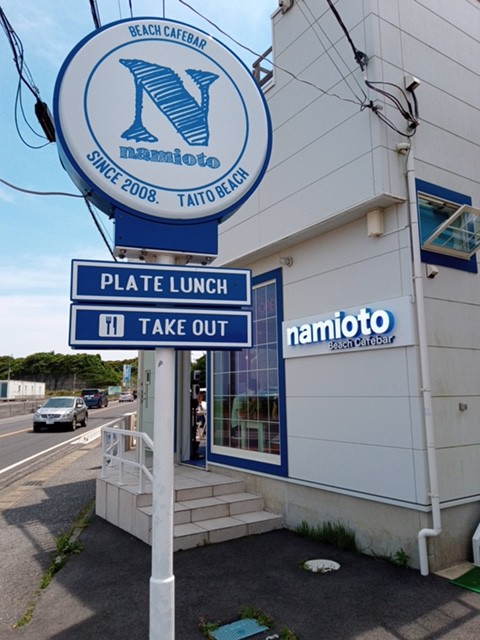 BEACH CAFEBAR
N
namioto
SINCE 2008. TAITO BEACH
PLATE LUNCH
TAKE OUT
namioto
Beach Cafebar